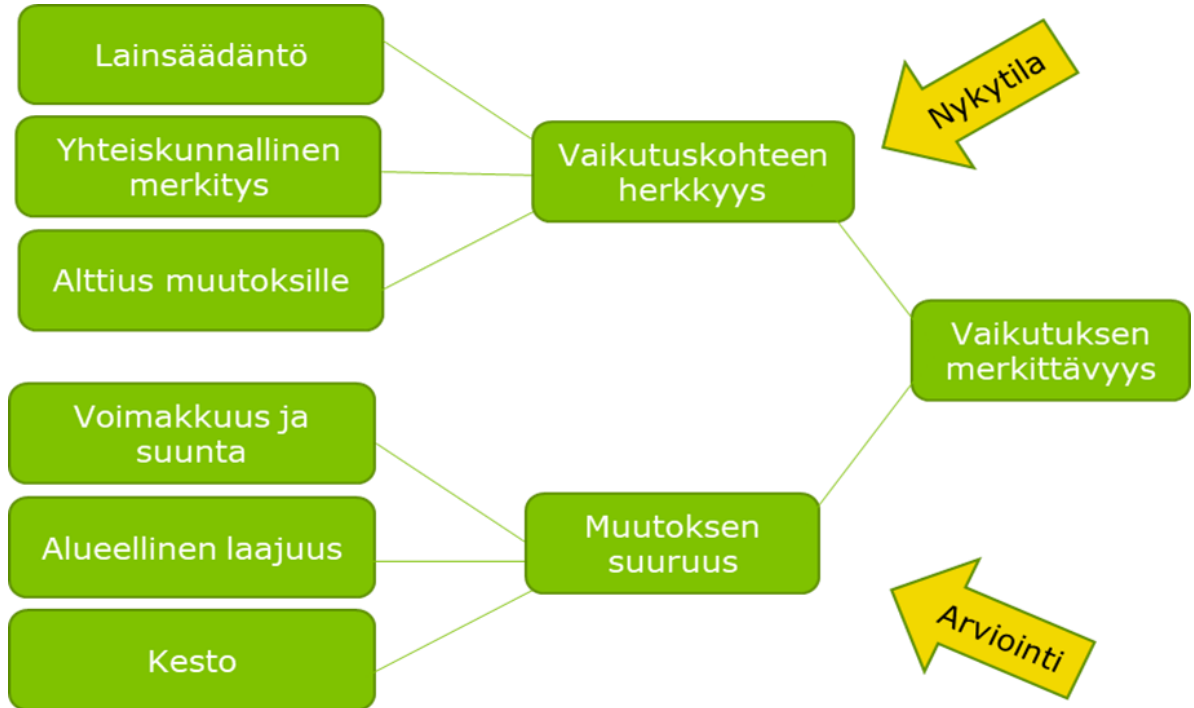 Lainsäädäntö
Yhteiskunnallinen
merkitys
Alttius muutoksille
Vaikutuskohteen
herkkyys
Nykytila
Vaikutuksen
merkittävyys
Voimakkuus ja
suunta
Alueellinen laajuus
Kesto
Muutoksen
suuruus
Arviointi